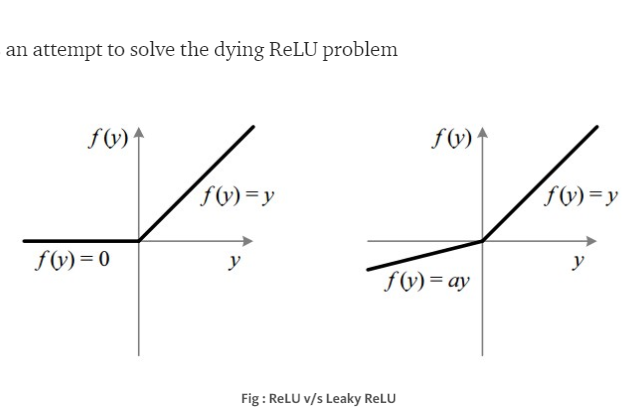 an attempt to solve the dying ReLU problem
f(y)
f(y) = y
f(y) = 0
y
f(y)
f(y) = y
f(y) = ay
y
Fig : ReLU v/s Leaky ReLU